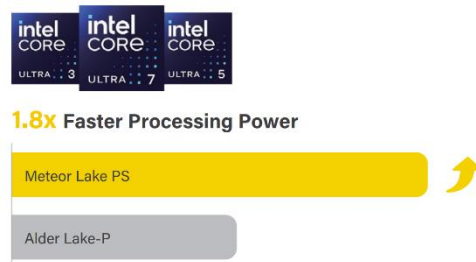 intel
CORE
ULTRA 3
intel
CORE
ULTRA 7
intel
CORE
ULTRA 5
1.8x Faster Processing Power
Meteor Lake PS
Alder Lake-P